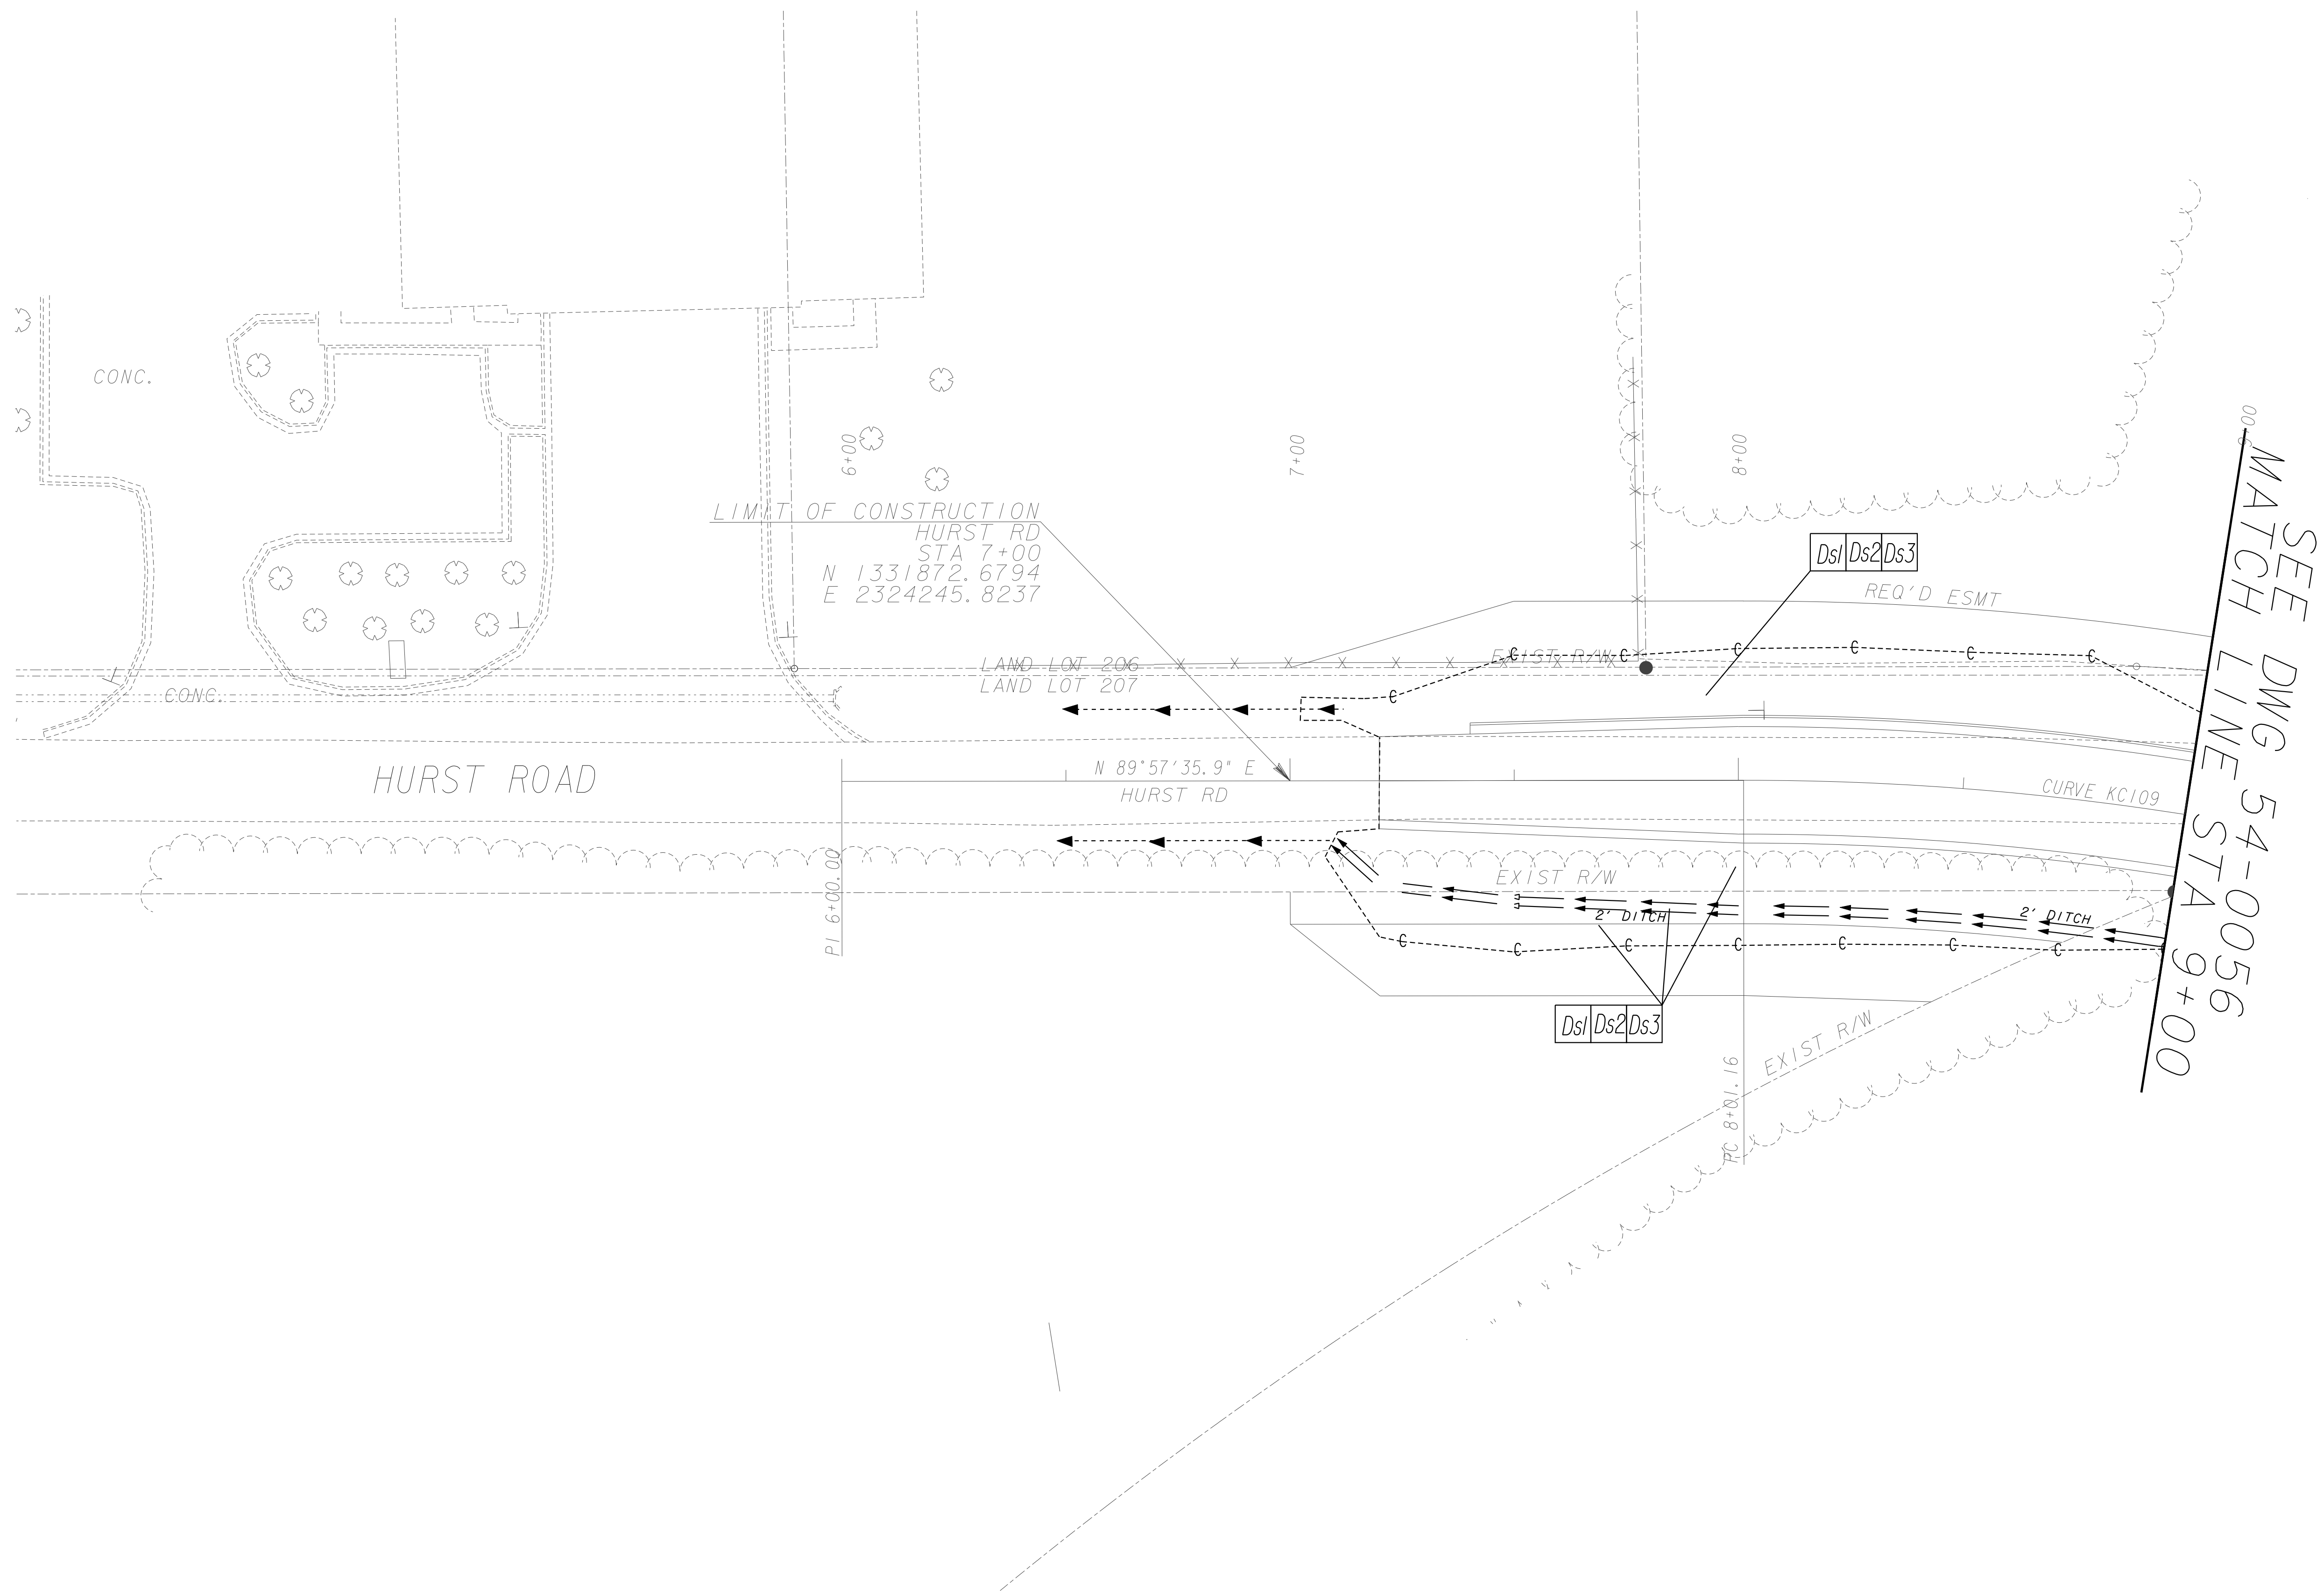 CONC.
6+00
7+00
8+00
LIMIT OF CONSTRUCTION
HURST RD
STA 7+00
N 1331872.6794
E 2324245.8237
Ds1 Ds2 Ds3
REQ'D ESMT
SEE DWG 54-0056
MATCH LINE STA 9+00
LAND LOT 206
EXIST R/W
LAND LOT 207
CONC.
HURST ROAD
N 89°57'35.9" E
HURST RD
CURVE KC109
PI 6+00.00
EXIST R/W
2' DITCH
2' DITCH
Ds1 Ds2 Ds3
EXIST R/W
PC 8+01.16